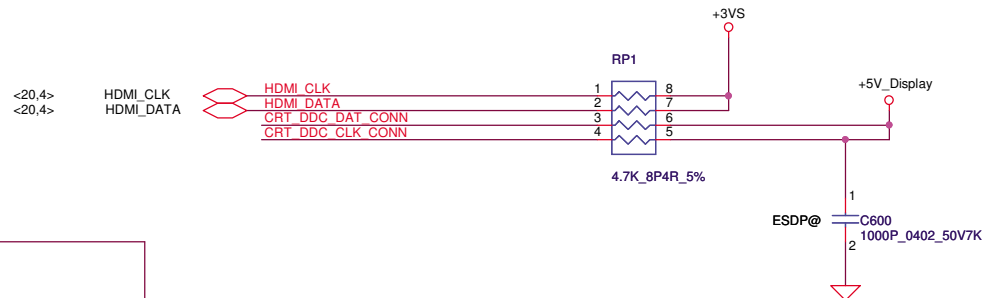 +3VS
RP1
+5V_Display
<20,4> HDMI_CLK HDMI_CLK 1 8
<20,4> HDMI_DATA HDMI_DATA 2 7
CRT_DDC_DAT_CONN 3 6
CRT_DDC_CLK_CONN 4 5
4.7K_8P4R_5%
1
ESDP@ C600
1000P_0402_50V7K
2